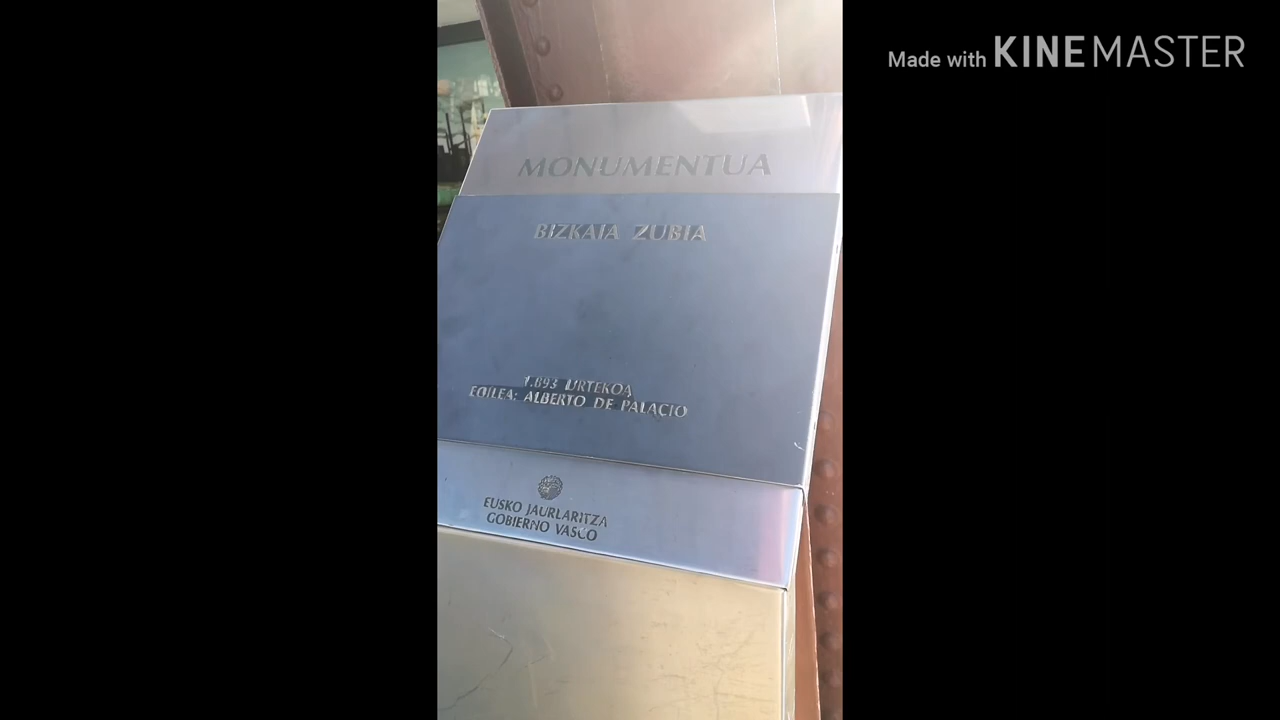 Made with KINEMASTER
MONUMENTUA
BIZKAIA ZUBIA
1.893 URTEKOA
EGILEA: ALBERTO DE PALACIO
EUSKO JAURLARITZA
GOBIERNO VASCO